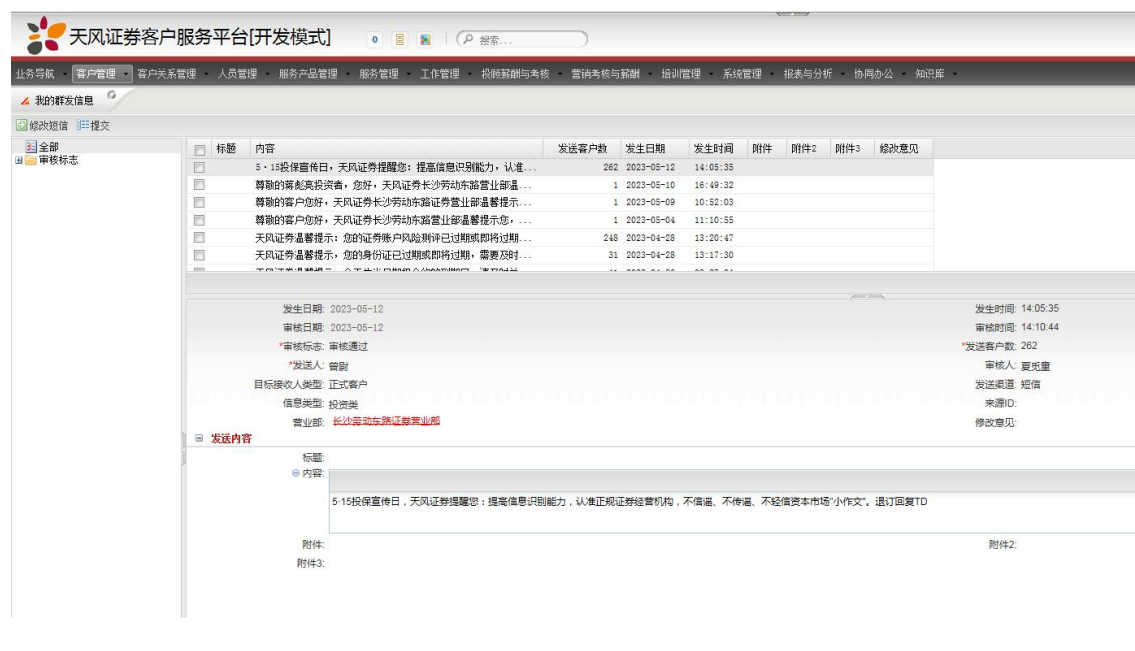 天风证券客户服务平台[开发模式] 0 搜索...
业务导航 客户管理 客户关系管理 人员管理 服务产品管理 服务管理 工作管理 投顾薪酬与考核 营销考核与薪酬 培训管理 系统管理 报表与分析 协同办公 知识库
我的群发信息
修改短信 提交
全部
审核标志
标题 内容 发送客户数 发生日期 发生时间 附件 附件2 附件3 修改意见
5·15投保宣传日，天风证券提醒您：提高信息识别能力，认准... 262 2023-05-12 14:05:35
尊敬的蒋彪亮投资者，您好，天风证券长沙劳动东路营业部温... 1 2023-05-10 16:49:32
尊敬的客户您好，天风证券长沙劳动东路证券营业部温馨提示... 1 2023-05-09 10:52:03
尊敬的客户您好，天风证券长沙劳动东路营业部温馨提示您，... 1 2023-05-04 11:10:55
天风证券温馨提示：您的证券账户风险测评已过期或即将过期... 248 2023-04-28 13:20:47
天风证券温馨提示，您的身份证已过期或即将过期，需要及时... 31 2023-04-28 13:17:30
发生日期: 2023-05-12 发生时间: 14:05:35
审核日期: 2023-05-12 审核时间: 14:10:44
*审核标志: 审核通过 *发送客户数: 262
*发送人: 曾尉 审核人: 夏兕童
目标接收人类型: 正式客户 发送渠道: 短信
信息类型: 投资类 来源ID:
营业部: 长沙劳动东路证券营业部 修改意见:
发送内容
标题:
内容:
5·15投保宣传日，天风证券提醒您：提高信息识别能力，认准正规证券经营机构，不信谣、不传谣、不轻信资本市场“小作文”。退订回复TD
附件: 附件2:
附件3: